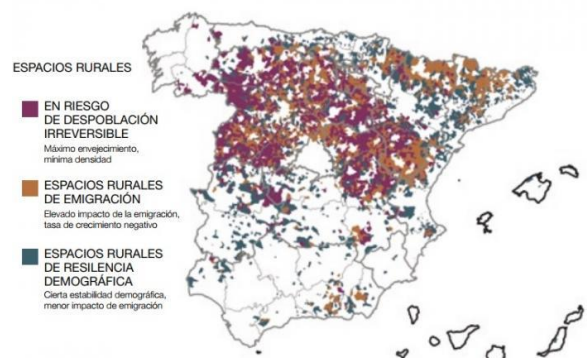 ESPACIOS RURALES
EN RIESGO
DE DESPOBLACIÓN
IRREVERSIBLE
Máximo envejecimiento,
mínima densidad
ESPACIOS RURALES
DE EMIGRACIÓN
Elevado impacto de la emigración,
tasa de crecimiento negativo
ESPACIOS RURALES
DE RESILENCIA
DEMOGRÁFICA
Cierta estabilidad demográfica,
menor impacto de emigración